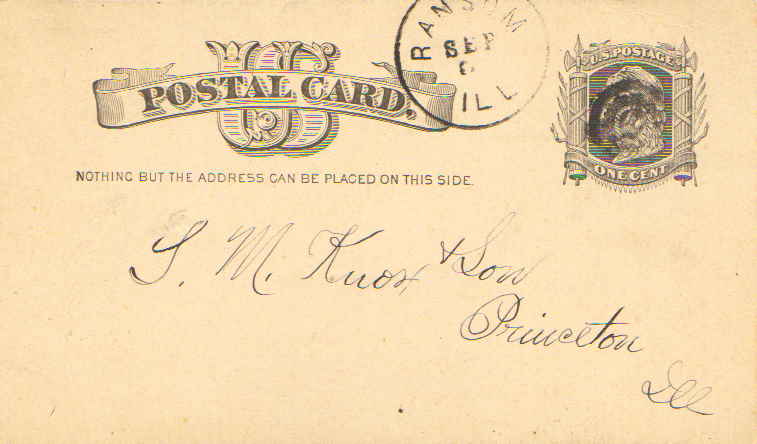 US
POSTAL CARD,
NOTHING BUT THE ADDRESS CAN BE PLACED ON THIS SIDE.
RANSOM
SEP
6
ILL
U.S. POSTAGE
ONE CENT
S. M. Knox & Son
Princeton
Ill